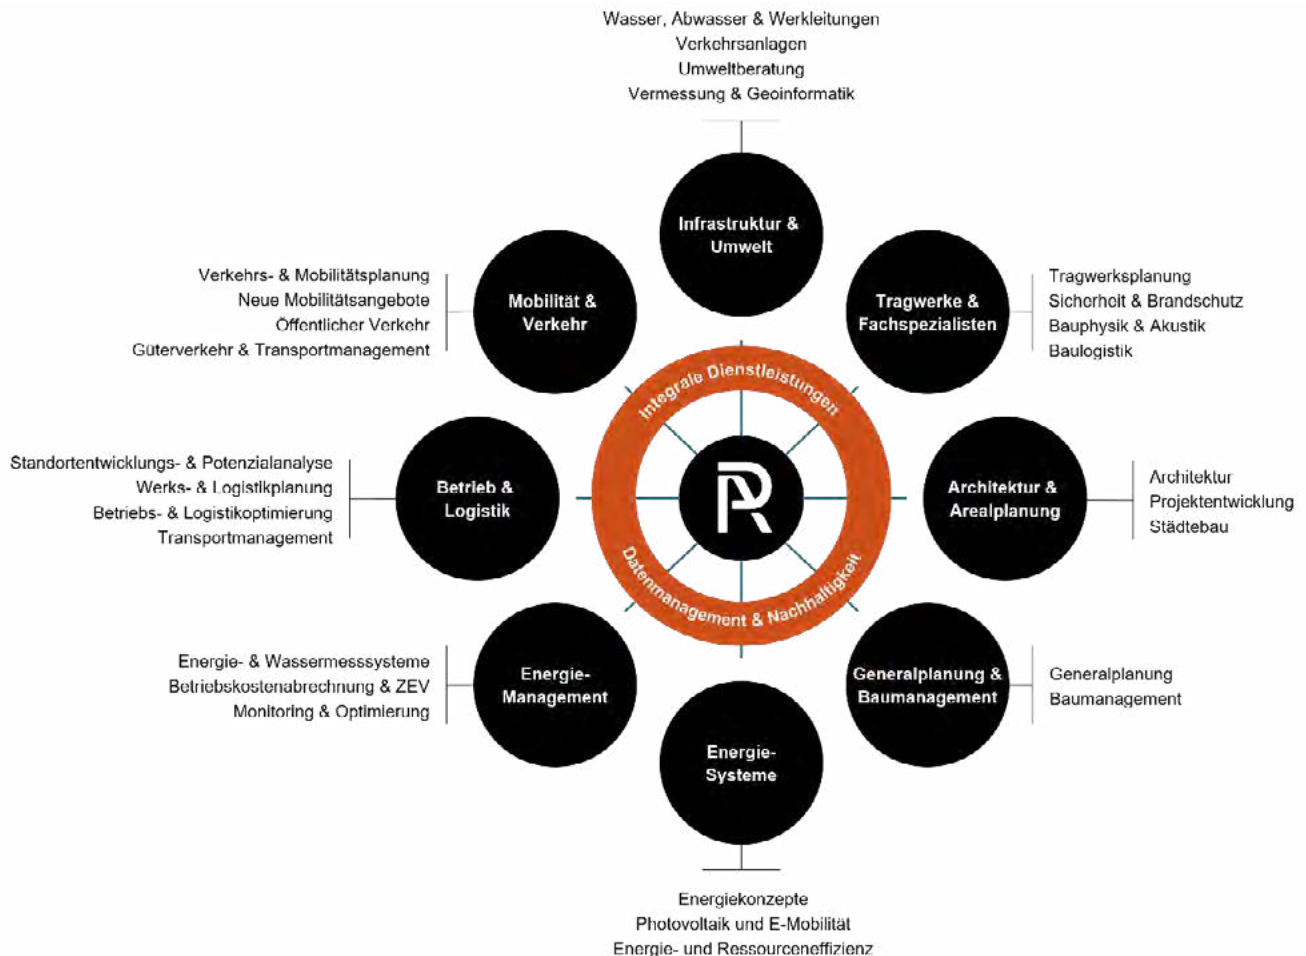 Wasser, Abwasser & Werkleitungen
Verkehrsanlagen
Umweltberatung
Vermessung & Geoinformatik
Infrastruktur &
Umwelt
Verkehrs- & Mobilitätsplanung
Neue Mobilitätsangebote
Öffentlicher Verkehr
Güterverkehr & Transportmanagement
Mobilität &
Verkehr
Tragwerke &
Fachspezialisten
Tragwerksplanung
Sicherheit & Brandschutz
Bauphysik & Akustik
Baulogistik
Integrale Dienstleistungen
Standortentwicklungs- & Potenzialanalyse
Werks- & Logistikplanung
Betriebs- & Logistikoptimierung
Transportmanagement
Betrieb &
Logistik
Architektur &
Arealplanung
Architektur
Projektentwicklung
Städtebau
Datenmanagement & Nachhaltigkeit
Energie- & Wassermesssysteme
Betriebskostenabrechnung & ZEV
Monitoring & Optimierung
Energie-
Management
Generalplanung &
Baumanagement
Generalplanung
Baumanagement
Energie-
Systeme
Energiekonzepte
Photovoltaik und E-Mobilität
Energie- und Ressourceneffizienz